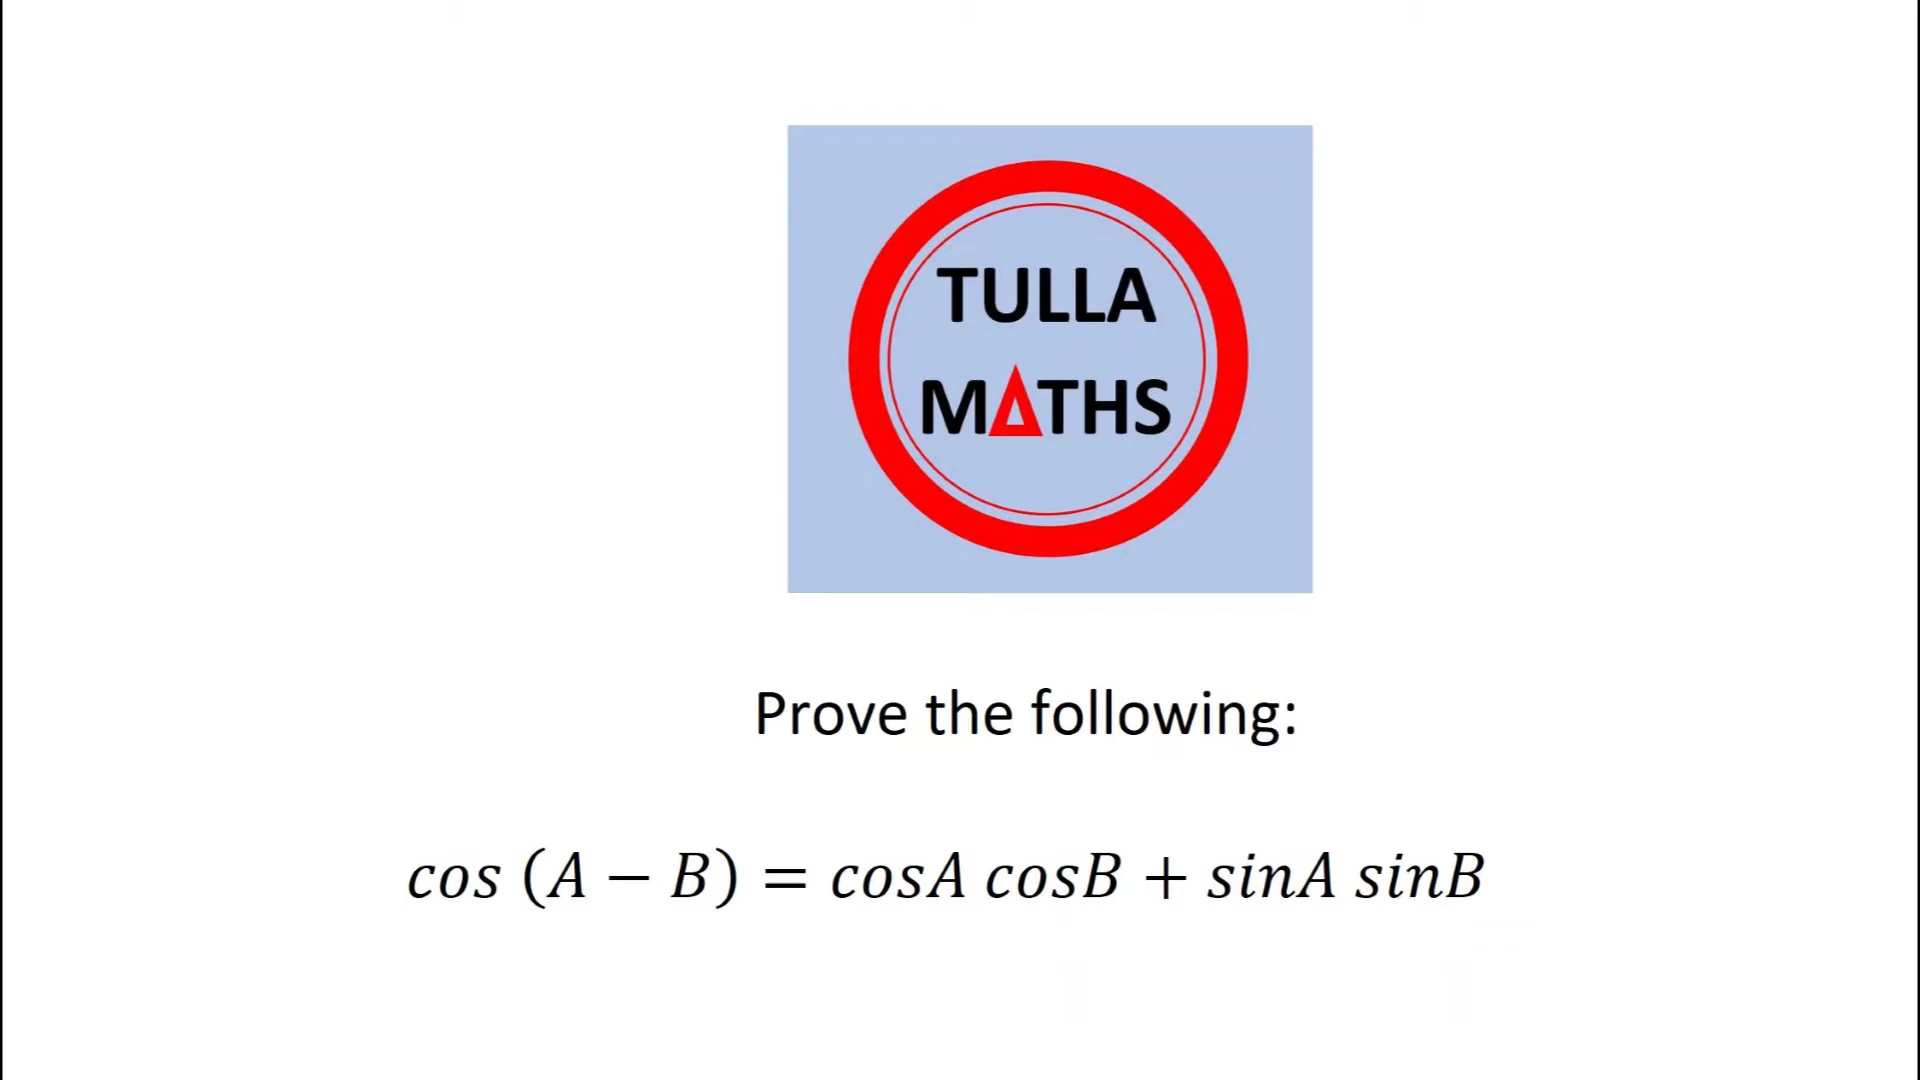 TULLA
MATHS
Prove the following:
cos (A − B) = cosA cosB + sinA sinB